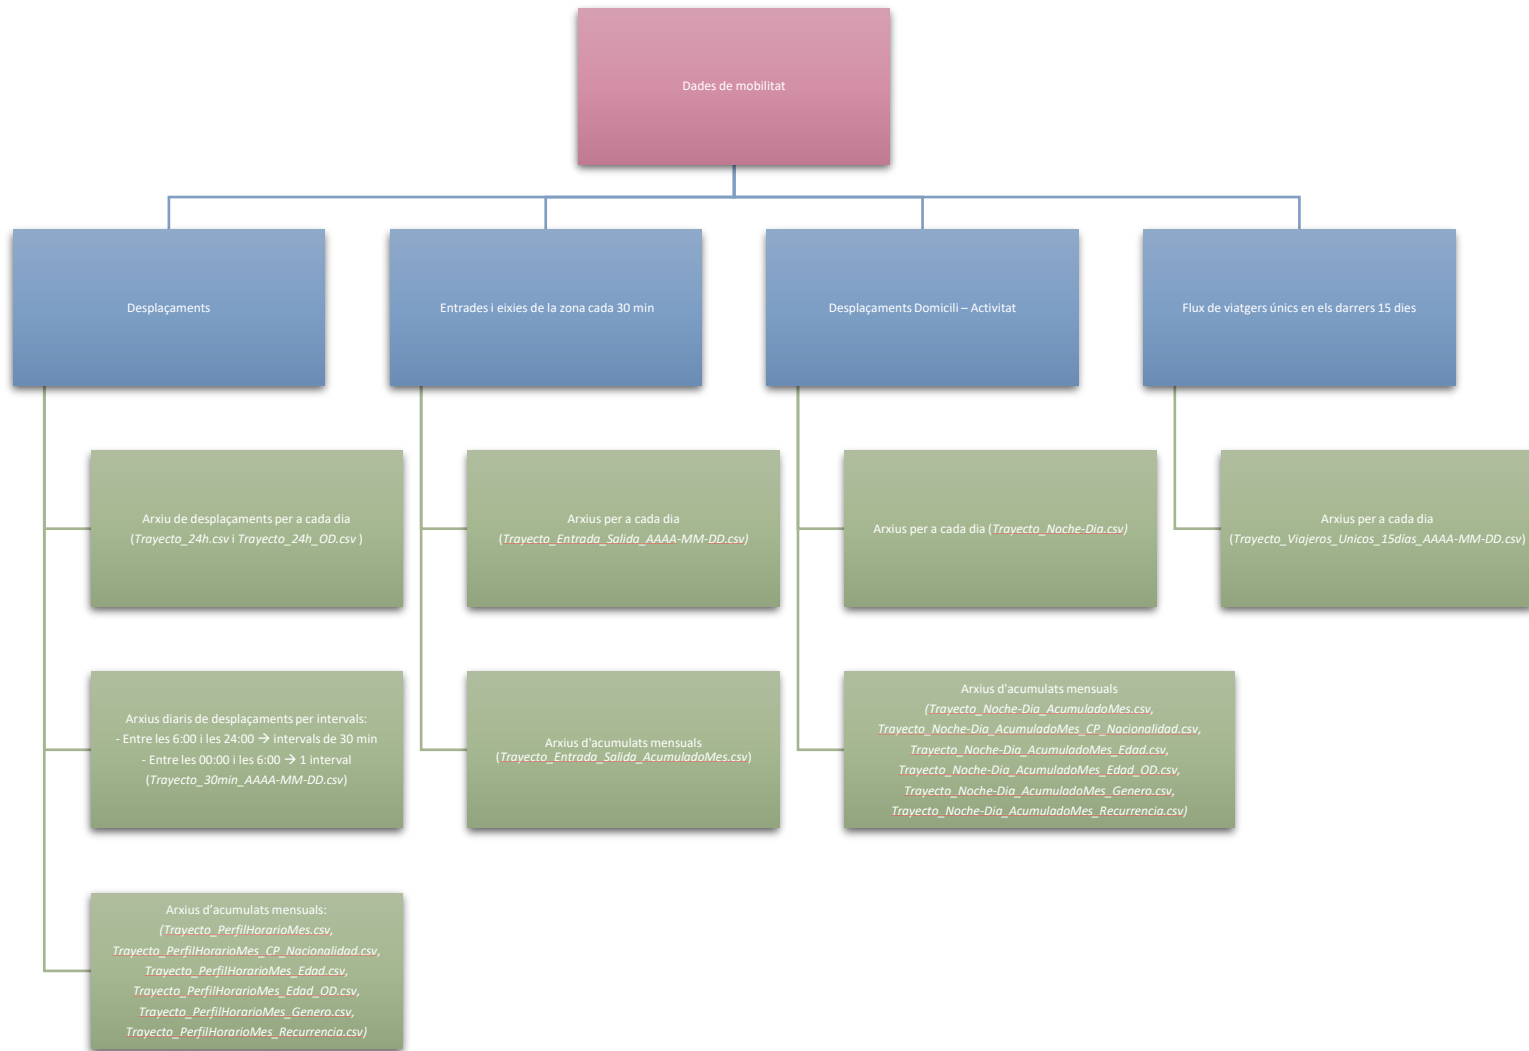 Dades de mobilitat
Desplaçaments
Entrades i eixies de la zona cada 30 min
Desplaçaments Domicili – Activitat
Flux de viatgers únics en els darrers 15 dies
Arxiu de desplaçaments per a cada dia
(Trayecto_24h.csv i Trayecto_24h_OD.csv )
Arxius per a cada dia
(Trayecto_Entrada_Salida_AAAA-MM-DD.csv)
Arxius per a cada dia (Trayecto_Noche-Dia.csv)
Arxius per a cada dia
(Trayecto_Viajeros_Unicos_15días_AAAA-MM-DD.csv)
Arxius diaris de desplaçaments per intervals:
- Entre les 6:00 i les 24:00 → intervals de 30 min
- Entre les 00:00 i les 6:00 → 1 interval
(Trayecto_30min_AAAA-MM-DD.csv)
Arxius d'acumulats mensuals
(Trayecto_Entrada_Salida_AcumuladoMes.csv)
Arxius d'acumulats mensuals
(Trayecto_Noche-Dia_AcumuladoMes.csv,
Trayecto_Noche-Dia_AcumuladoMes_CP_Nacionalidad.csv,
Trayecto_Noche-Dia_AcumuladoMes_Edad.csv,
Trayecto_Noche-Dia_AcumuladoMes_Edad_OD.csv,
Trayecto_Noche-Dia_AcumuladoMes_Genero.csv,
Trayecto_Noche-Dia_AcumuladoMes_Recurrencia.csv)
Arxius d'acumulats mensuals:
(Trayecto_PerfilHorarioMes.csv,
Trayecto_PerfilHorarioMes_CP_Nacionalidad.csv,
Trayecto_PerfilHorarioMes_Edad.csv,
Trayecto_PerfilHorarioMes_Edad_OD.csv,
Trayecto_PerfilHorarioMes_Genero.csv,
Trayecto_PerfilHorarioMes_Recurrencia.csv)